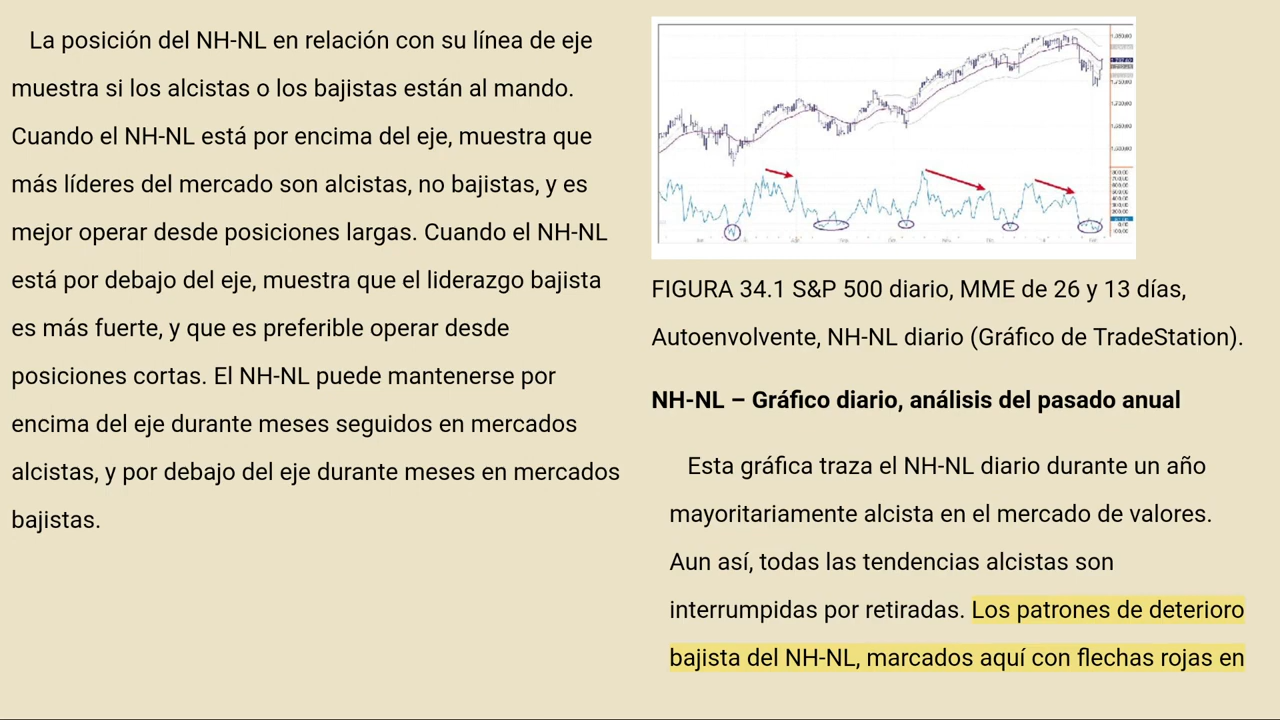 La posición del NH-NL en relación con su línea de eje
muestra si los alcistas o los bajistas están al mando.
Cuando el NH-NL está por encima del eje, muestra que
más líderes del mercado son alcistas, no bajistas, y es
mejor operar desde posiciones largas. Cuando el NH-NL
está por debajo del eje, muestra que el liderazgo bajista
es más fuerte, y que es preferible operar desde
posiciones cortas. El NH-NL puede mantenerse por
encima del eje durante meses seguidos en mercados
alcistas, y por debajo del eje durante meses en mercados
bajistas.
FIGURA 34.1 S&P 500 diario, MME de 26 y 13 días,
Autoenvolvente, NH-NL diario (Gráfico de TradeStation).
NH-NL – Gráfico diario, análisis del pasado anual
Esta gráfica traza el NH-NL diario durante un año
mayoritariamente alcista en el mercado de valores.
Aun así, todas las tendencias alcistas son
interrumpidas por retiradas. Los patrones de deterioro
bajista del NH-NL, marcados aquí con flechas rojas en